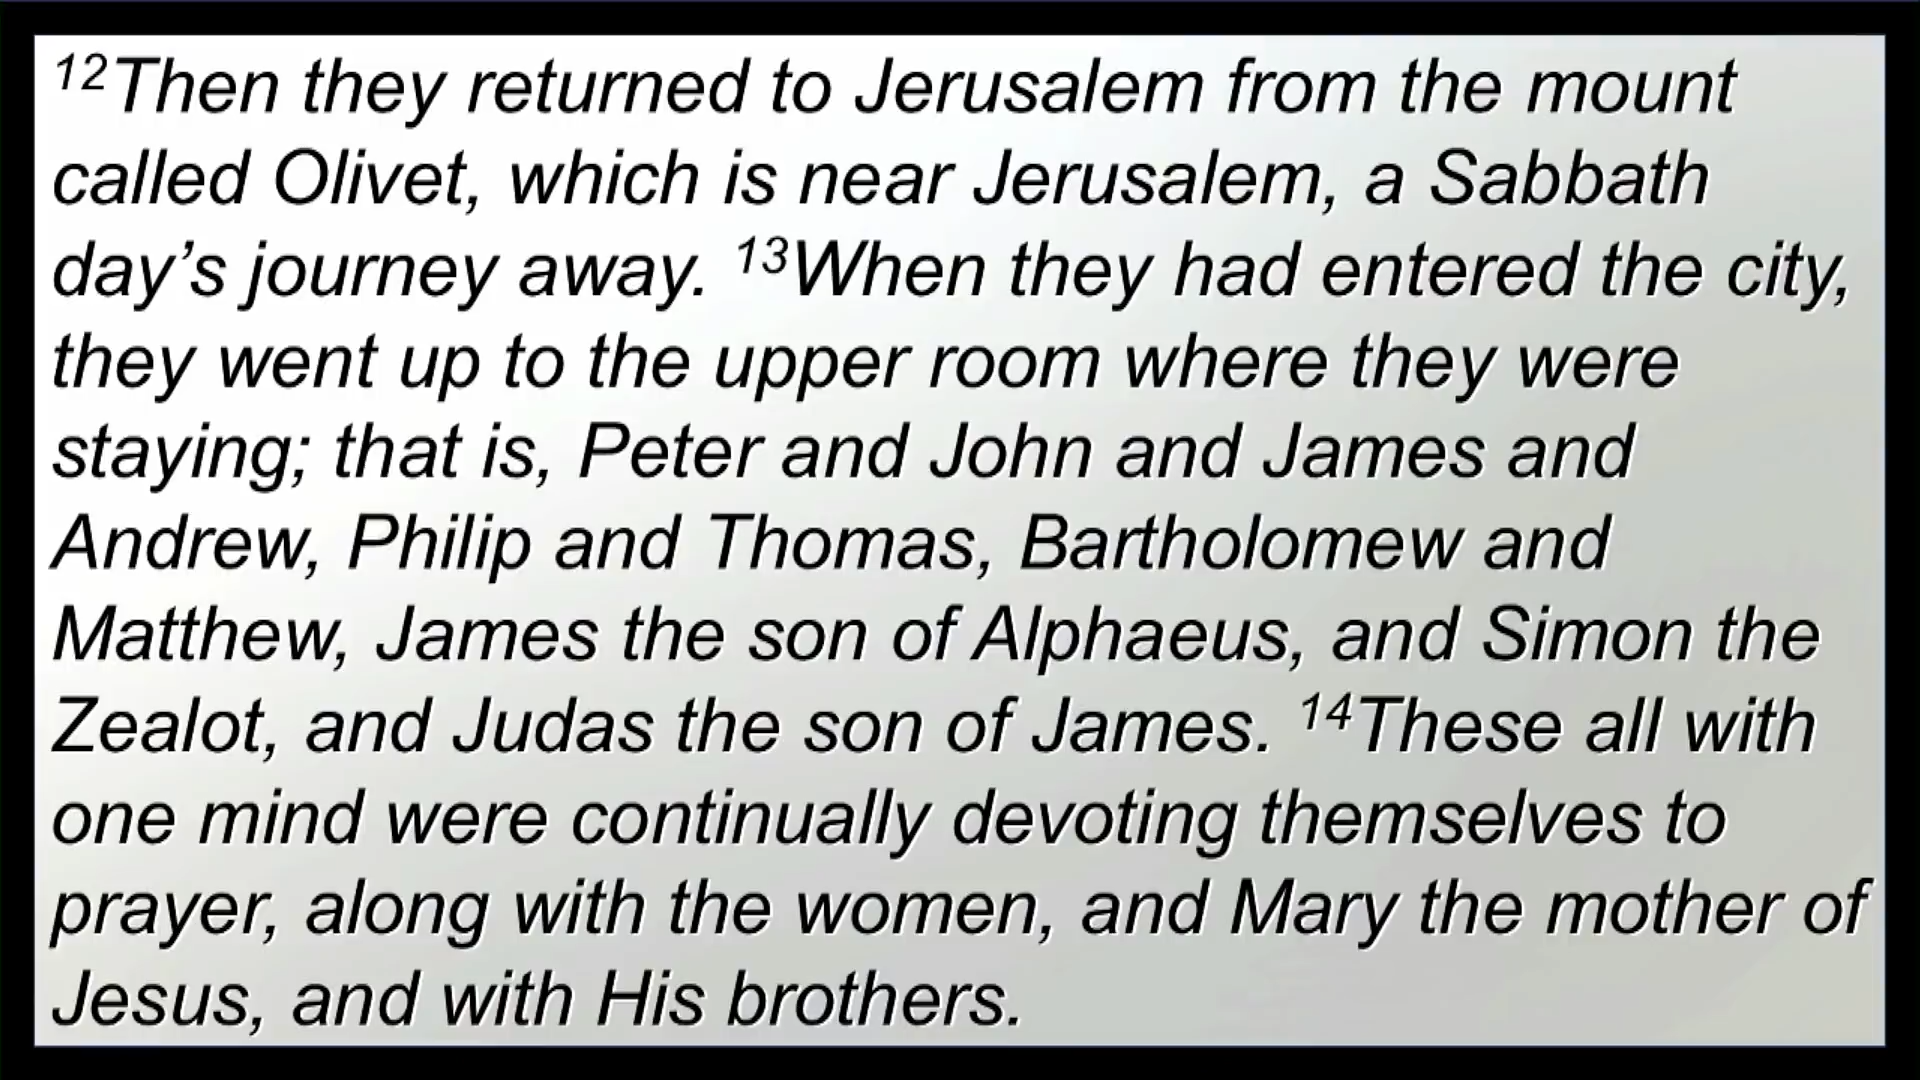 12Then they returned to Jerusalem from the mount
called Olivet, which is near Jerusalem, a Sabbath
day’s journey away. 13When they had entered the city,
they went up to the upper room where they were
staying; that is, Peter and John and James and
Andrew, Philip and Thomas, Bartholomew and
Matthew, James the son of Alphaeus, and Simon the
Zealot, and Judas the son of James. 14These all with
one mind were continually devoting themselves to
prayer, along with the women, and Mary the mother of
Jesus, and with His brothers.